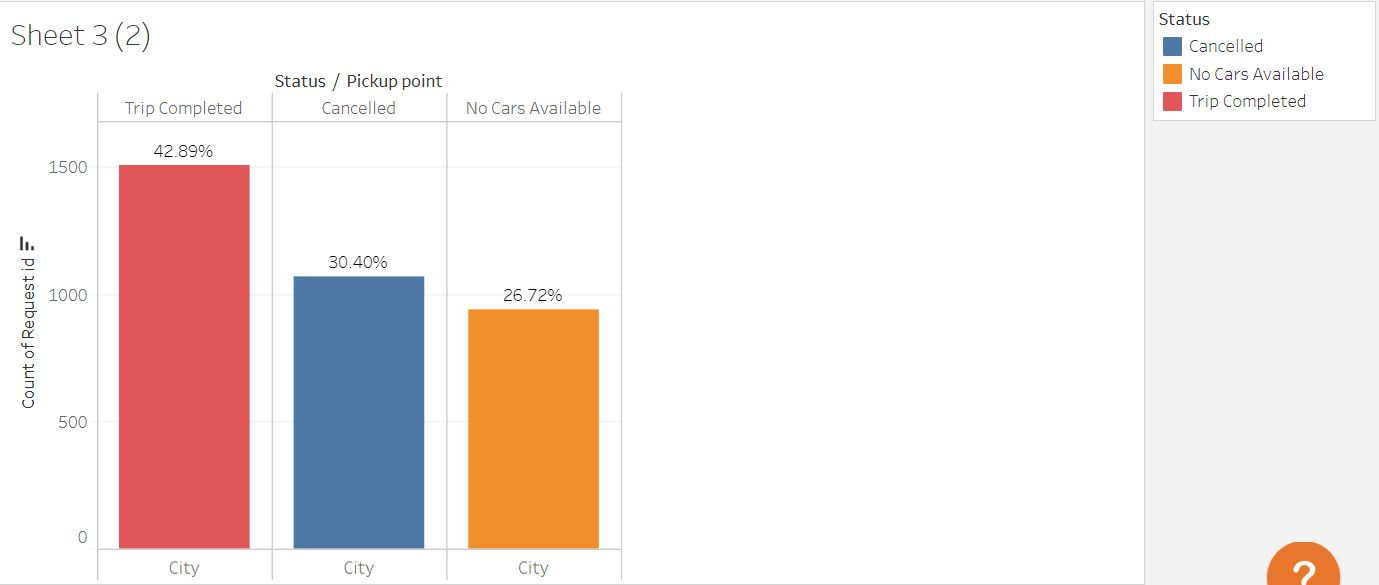 Sheet 3 (2)
Status
Cancelled
No Cars Available
Trip Completed
Status / Pickup point
Trip Completed Cancelled No Cars Available
42.89%
30.40%
26.72%
1500
1000
500
0
Count of Request id
City City City
?